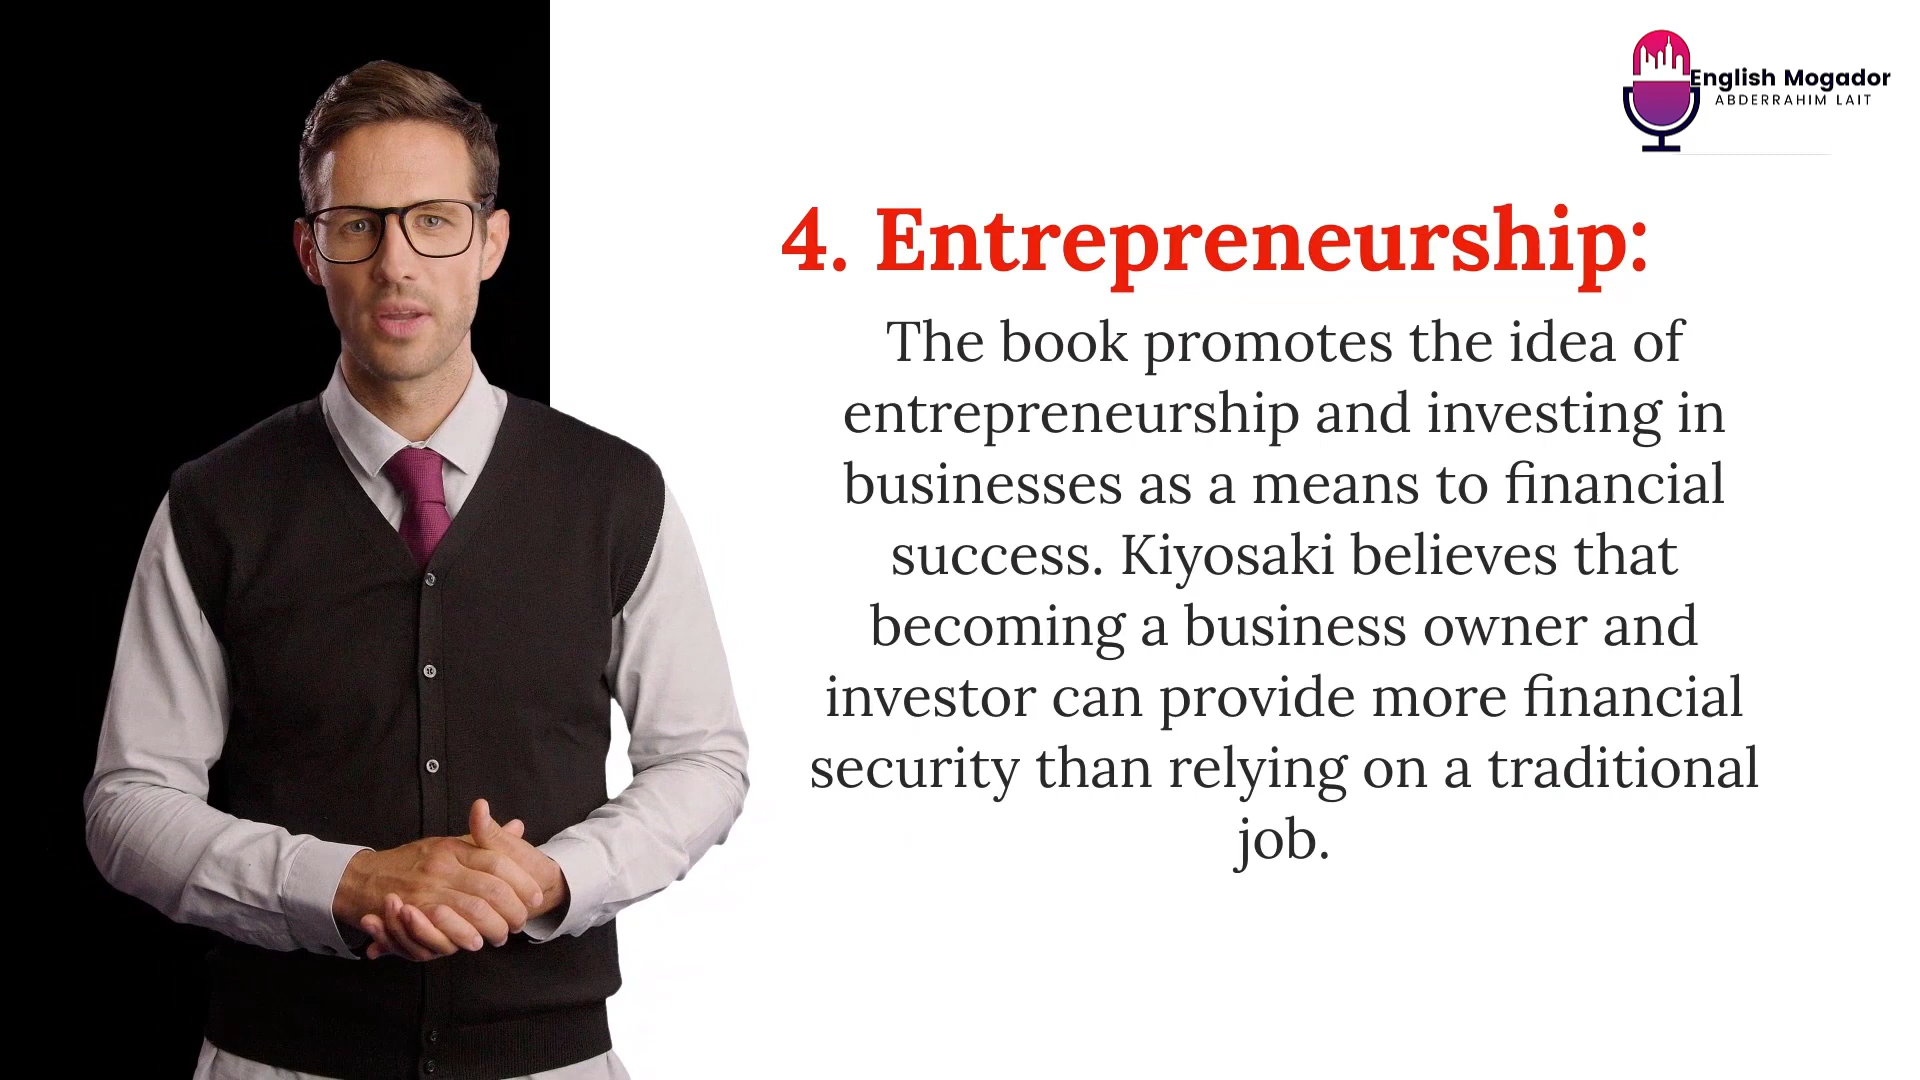 English Mogador
ABDERRAHIM LAIT
4. Entrepreneurship:
The book promotes the idea of
entrepreneurship and investing in
businesses as a means to financial
success. Kiyosaki believes that
becoming a business owner and
investor can provide more financial
security than relying on a traditional
job.